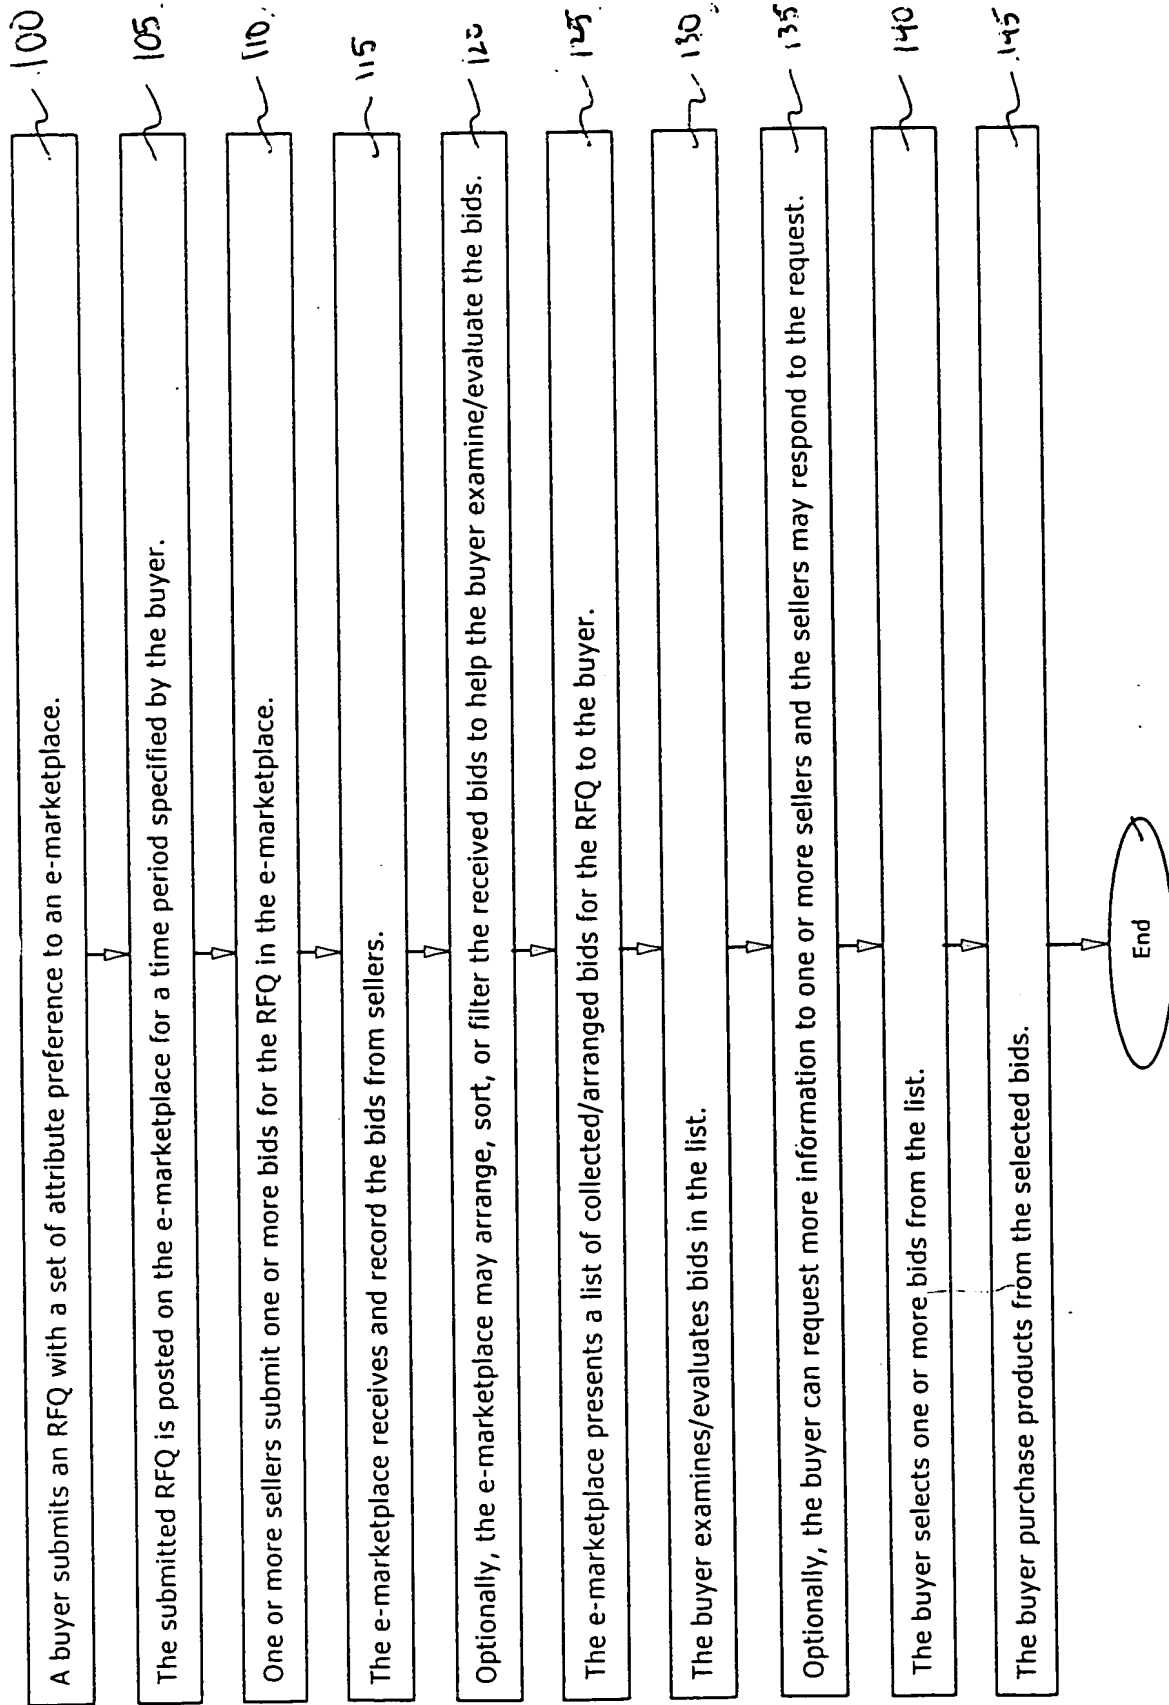 A buyer submits an RFQ with a set of attribute preference to an e-marketplace.
100
The submitted RFQ is posted on the e-marketplace for a time period specified by the buyer.
105
One or more sellers submit one or more bids for the RFQ in the e-marketplace.
110
The e-marketplace receives and record the bids from sellers.
115
Optionally, the e-marketplace may arrange, sort, or filter the received bids to help the buyer examine/evaluate the bids.
120
The e-marketplace presents a list of collected/arranged bids for the RFQ to the buyer.
125
The buyer examines/evaluates bids in the list.
130
Optionally, the buyer can request more information to one or more sellers and the sellers may respond to the request.
135
The buyer selects one or more bids from the list.
140
The buyer purchase products from the selected bids.
145
End